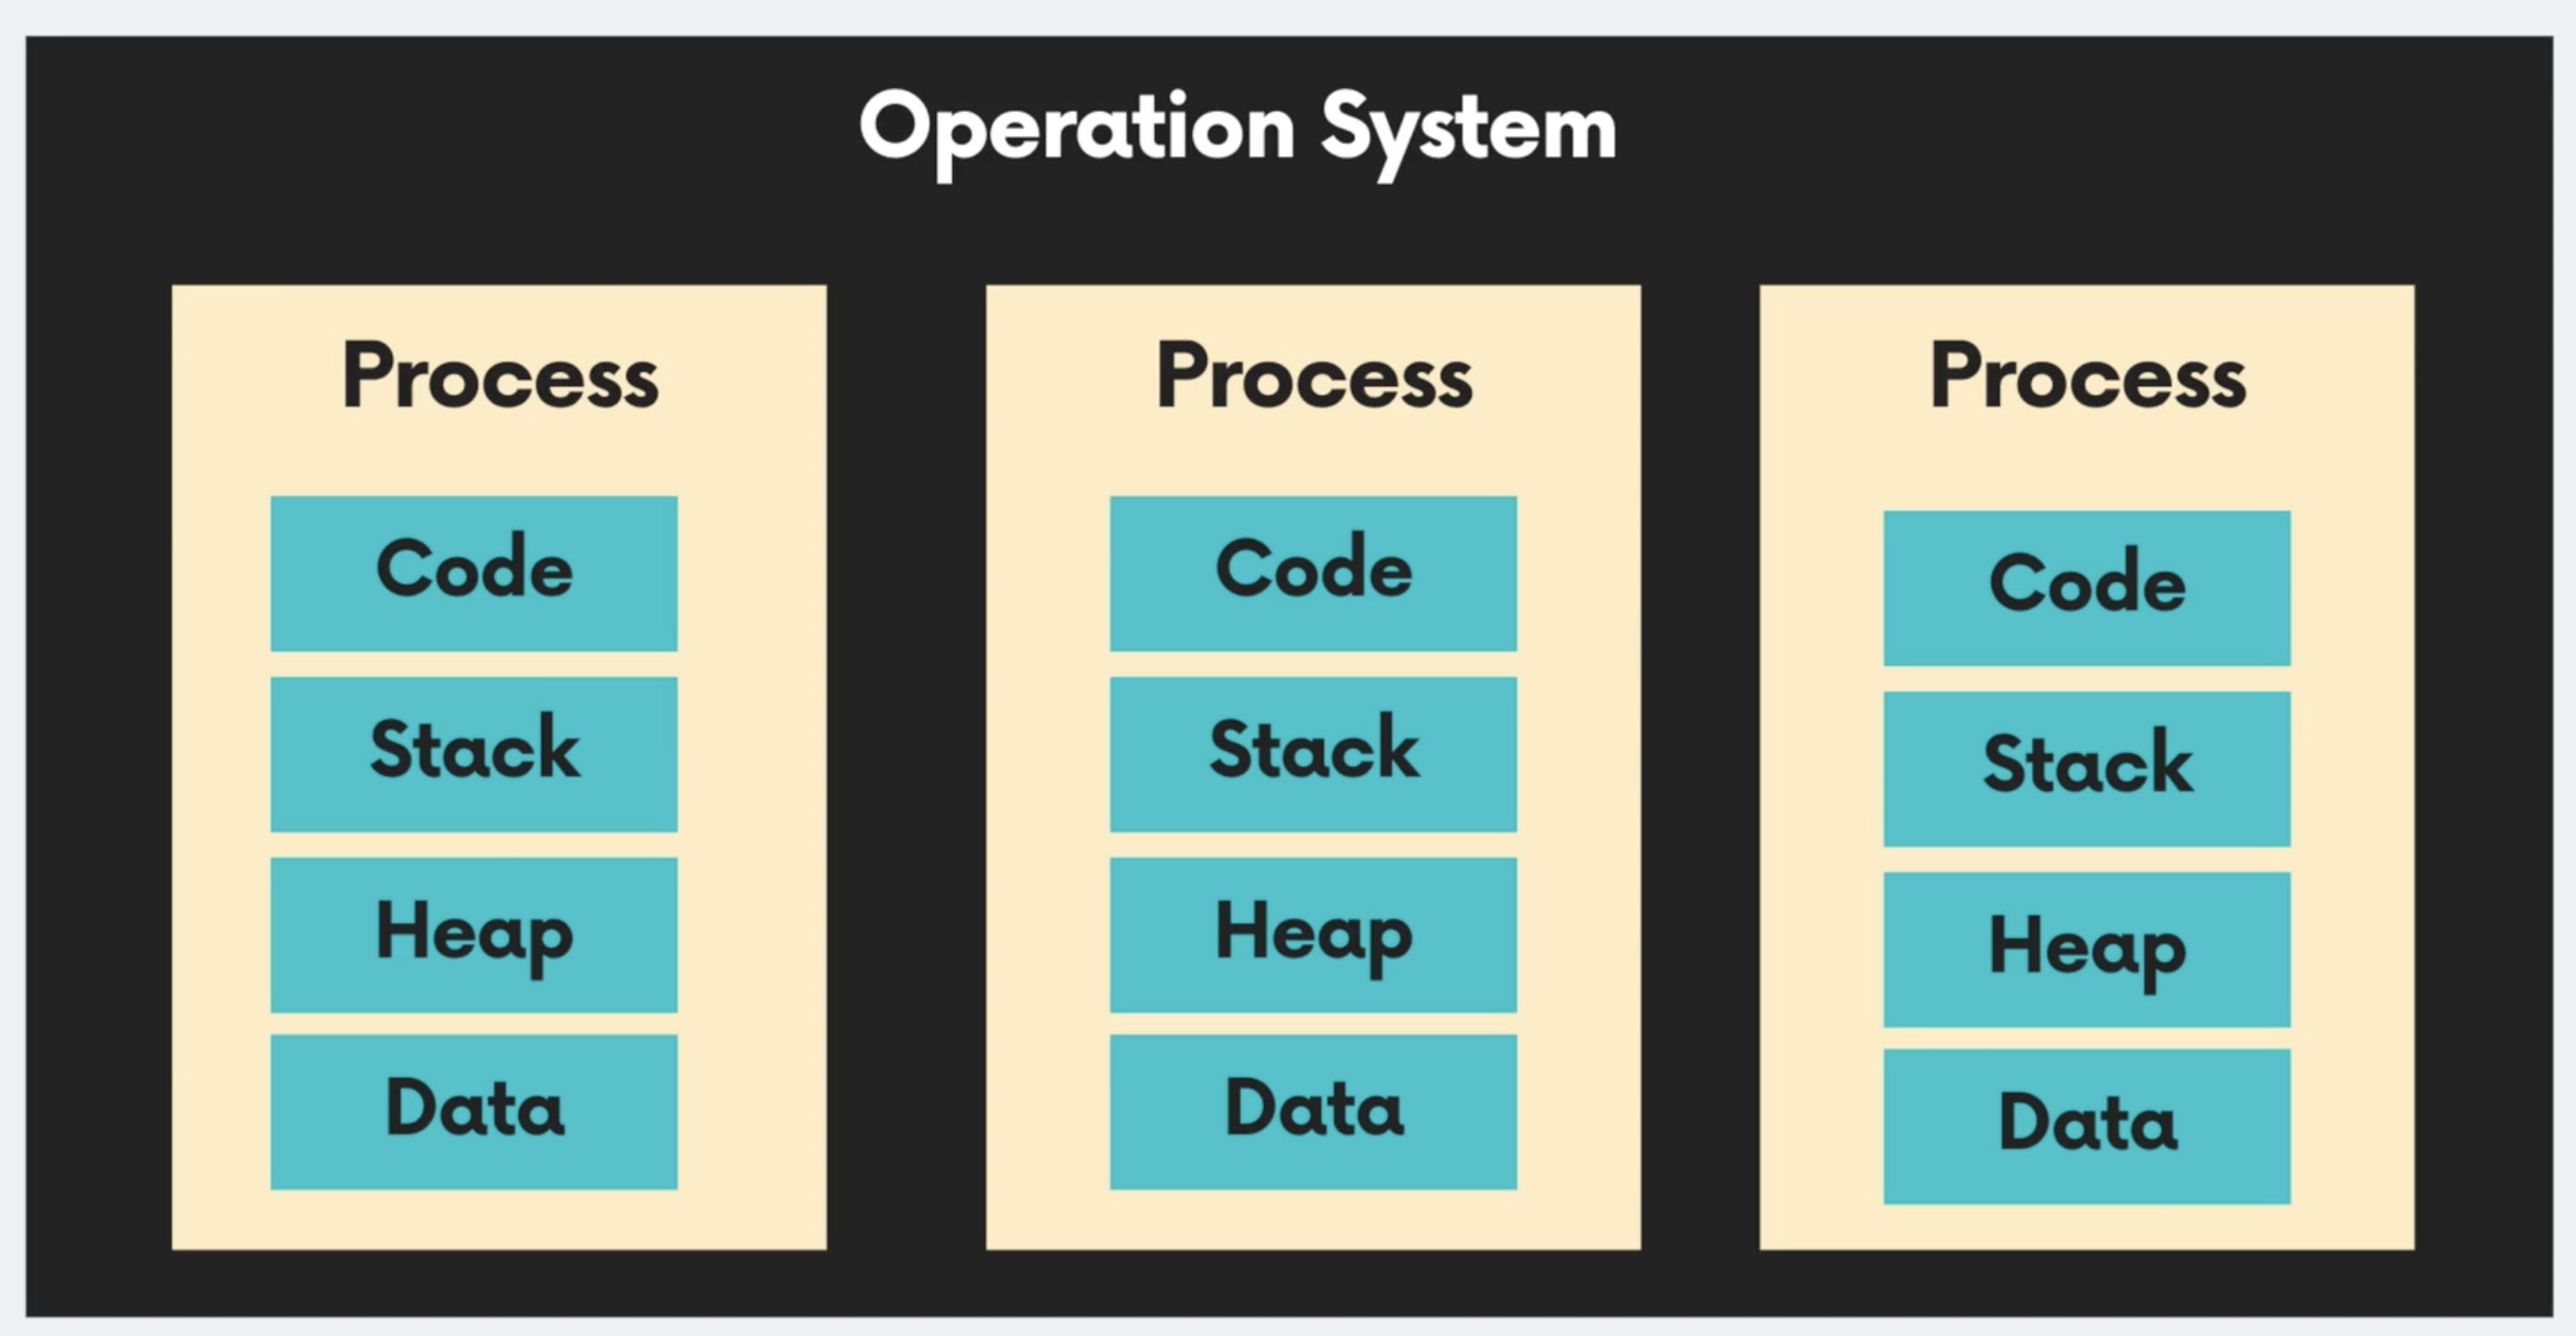 Operation System
Process
Code
Stack
Heap
Data
Process
Code
Stack
Heap
Data
Process
Code
Stack
Heap
Data